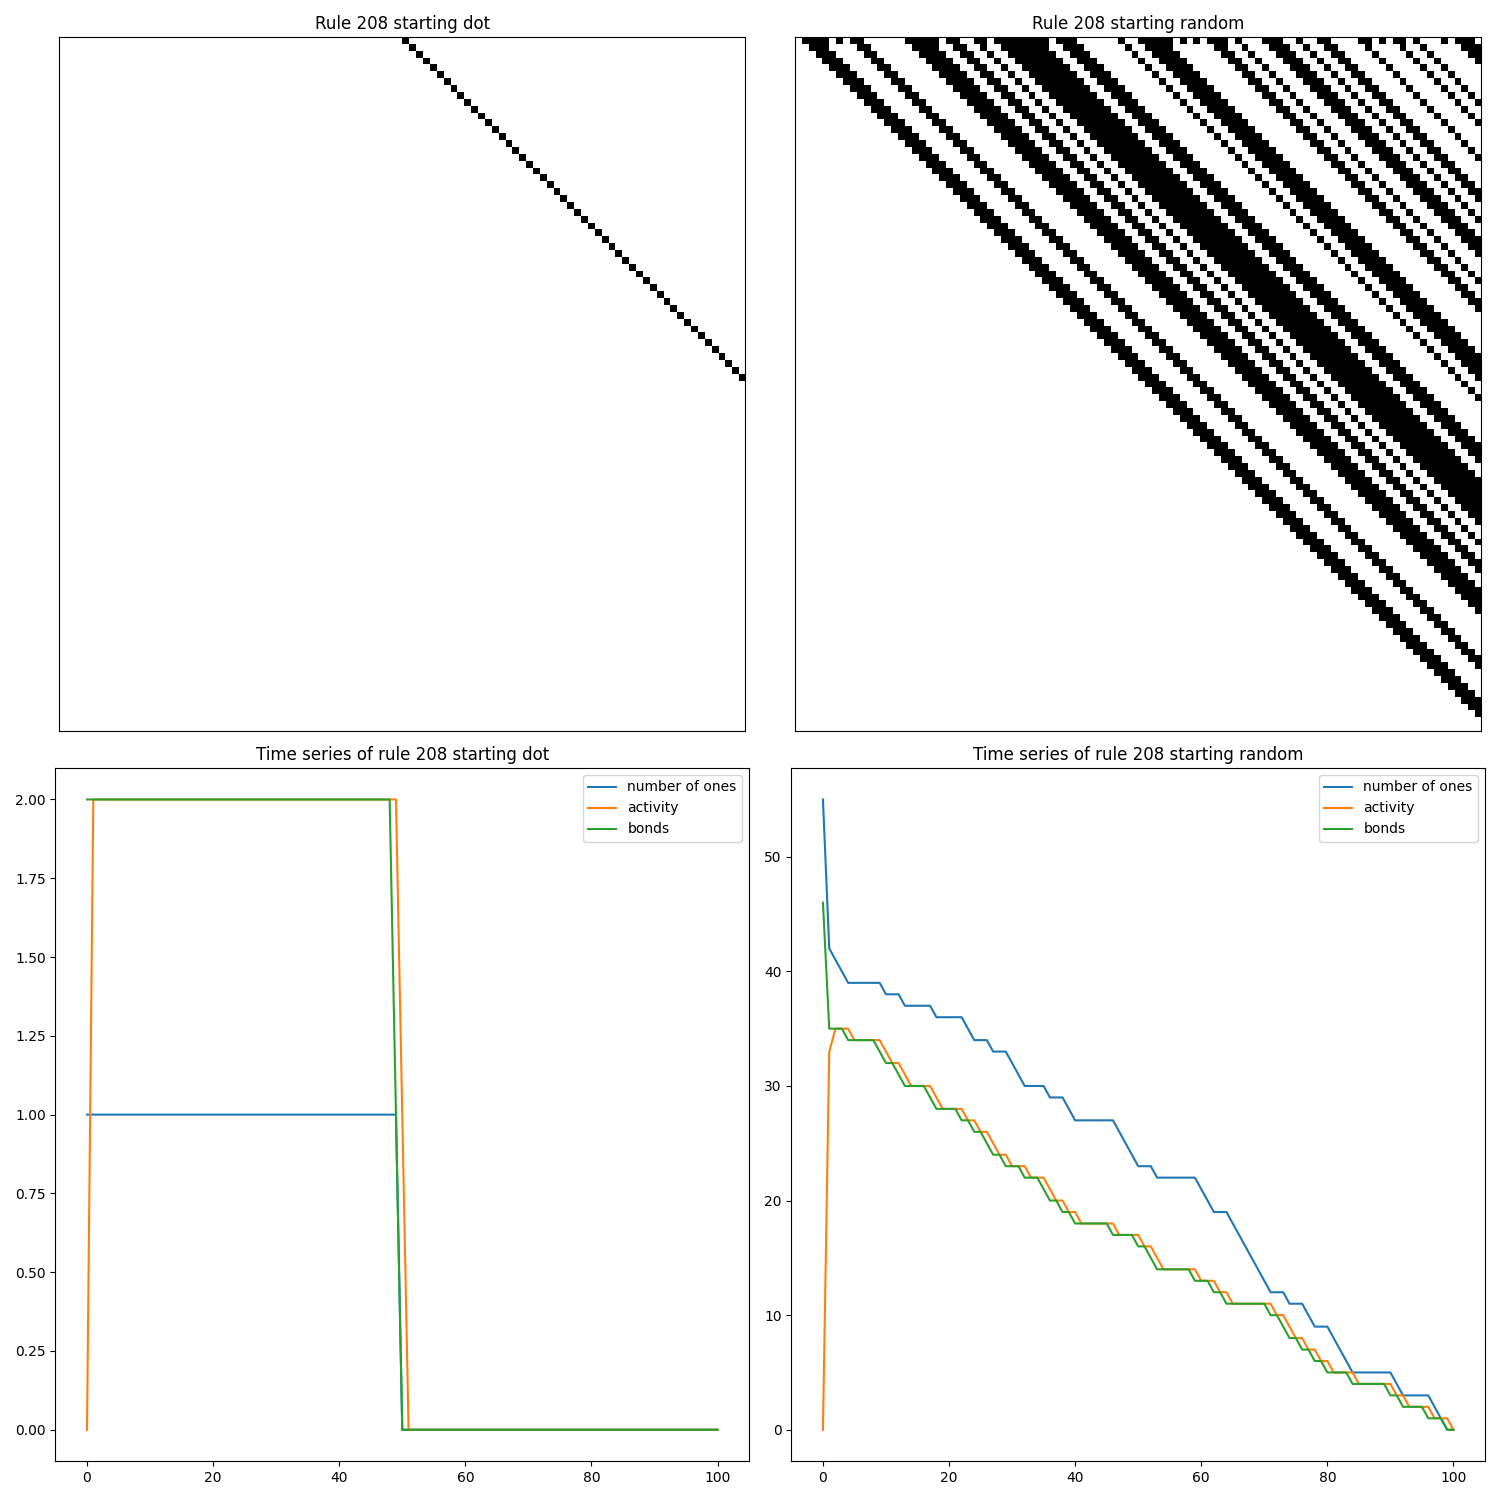 Rule 208 starting dot
Rule 208 starting random
Time series of rule 208 starting dot
number of ones
activity
bonds
2.00
1.75
1.50
1.25
1.00
0.75
0.50
0.25
0.00
0 20 40 60 80 100
Time series of rule 208 starting random
number of ones
activity
bonds
50
40
30
20
10
0
0 20 40 60 80 100